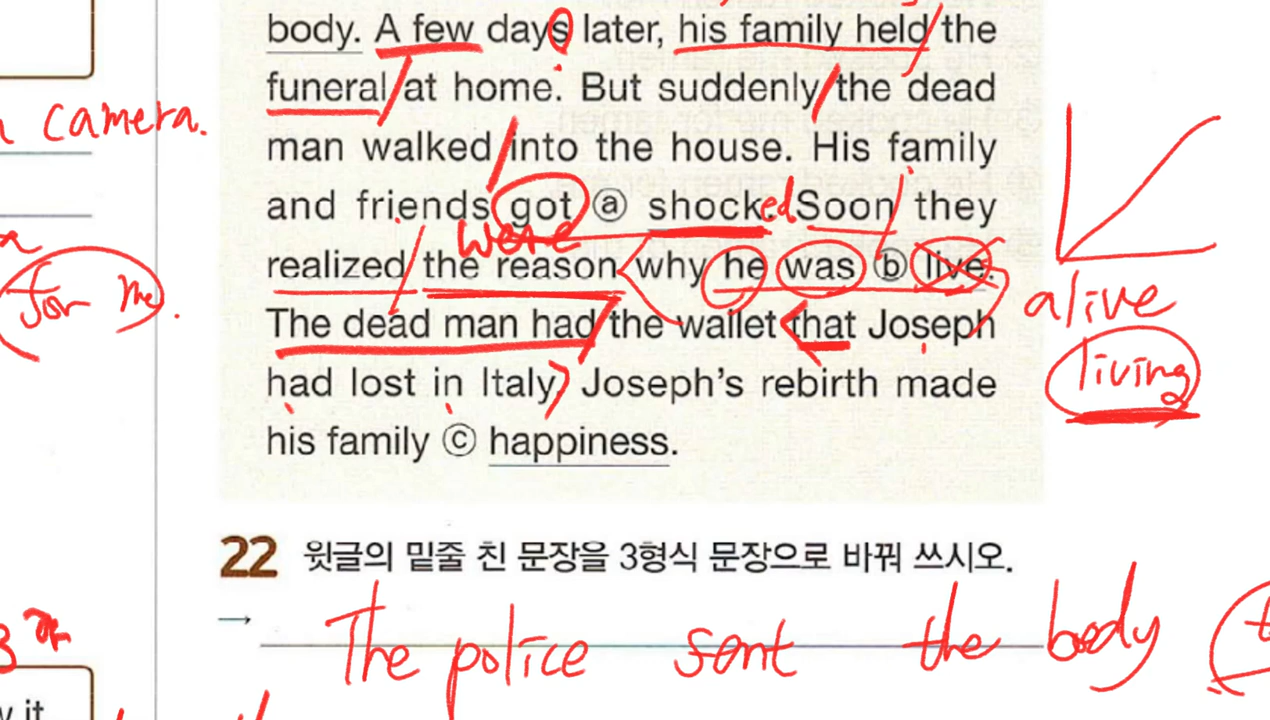 body. A few days later, his family held the
funeral at home. But suddenly the dead
a camera.
man walked into the house. His family
and friends got ⓐ shocked Soon they
were
realized the reason why he was ⓑ live.
for me.
alive
The dead man had the wallet that Joseph
living
had lost in Italy. Joseph's rebirth made
his family ⓒ happiness.
22 윗글의 밑줄 친 문장을 3형식 문장으로 바꿔 쓰시오.
→ The police sent the body
it